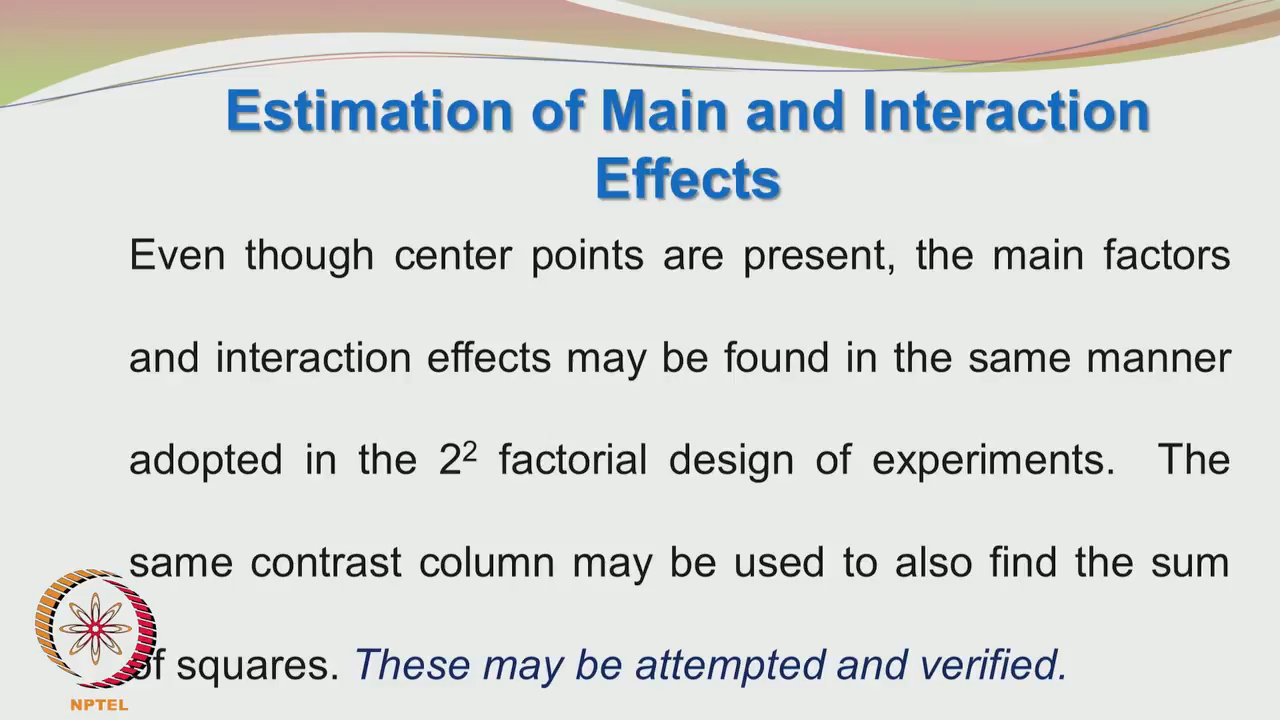 Estimation of Main and Interaction
Effects
Even though center points are present, the main factors
and interaction effects may be found in the same manner
adopted in the 2² factorial design of experiments. The
same contrast column may be used to also find the sum
of squares. These may be attempted and verified.
NPTEL